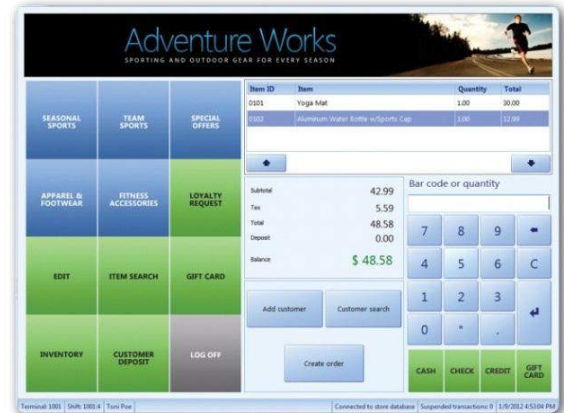 Adventure Works
SPORTING AND OUTDOOR GEAR FOR EVERY SEASON
SEASONAL SPORTS
TEAM SPORTS
SPECIAL OFFERS
APPAREL & FOOTWEAR
FITNESS ACCESSORIES
LOYALTY REQUEST
EDIT
ITEM SEARCH
GIFT CARD
INVENTORY
CUSTOMER DEPOSIT
LOG OFF
Item ID Item Quantity Total
0101 Yoga Mat 1.00 30.00
0102 Aluminum Water Bottle w/Sports Cap 1.00 12.99
Subtotal 42.99
Tax 5.59
Total 48.58
Deposit 0.00
Balance $ 48.58
Add customer
Customer search
Create order
Bar code or quantity
7 8 9
4 5 6 C
1 2 3
0 * .
CASH
CHECK
CREDIT
GIFT CARD
Terminal: 1001 Shift: 1001:4 Toni Poe Connected to store database Suspended transactions: 0 1/9/2012 4:53:04 PM